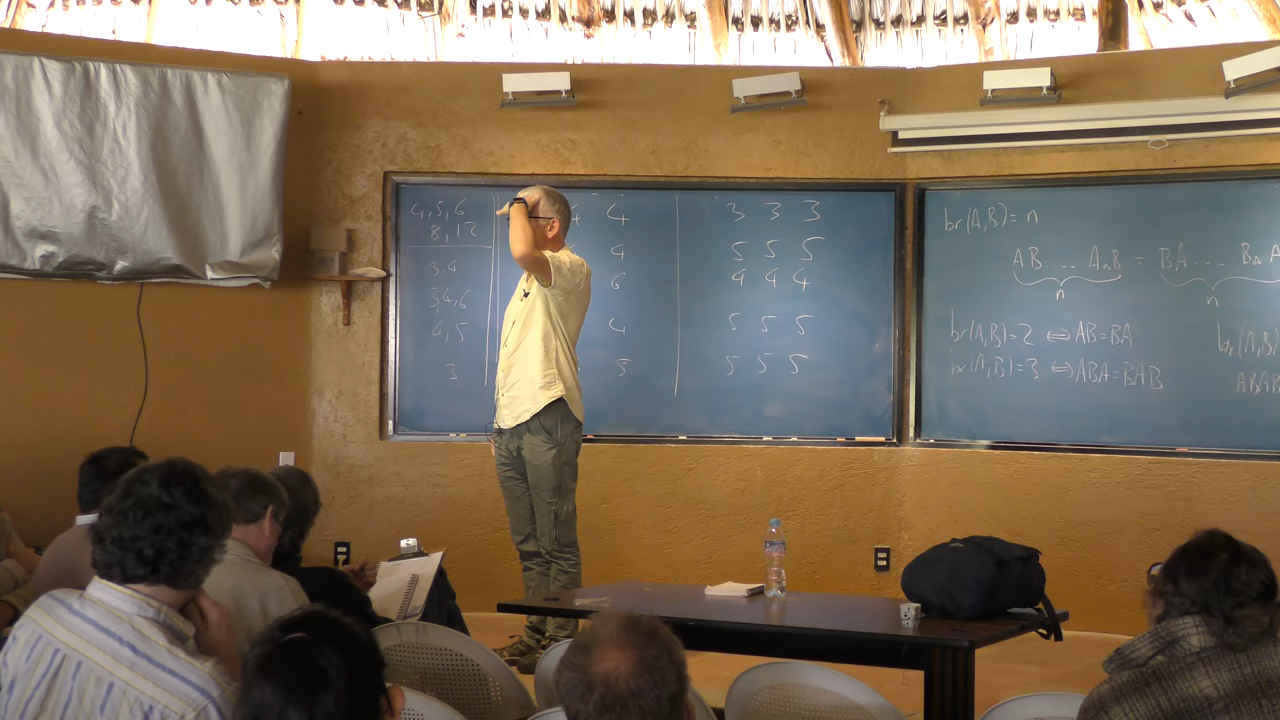 4,5,6
8,12
3,4
3,4,6
4,5
3
4 4
4
6
4
5
3 3 3
5 5 5
4 4 4
5 5 5
5 5 5
br(A,B)=n
AB.... A or B = BA....
n n
br(A,B)=2 ⇔ AB=BA
br(A,B)=3 ⇔ ABA=BAB
br(A,B)
ABAB